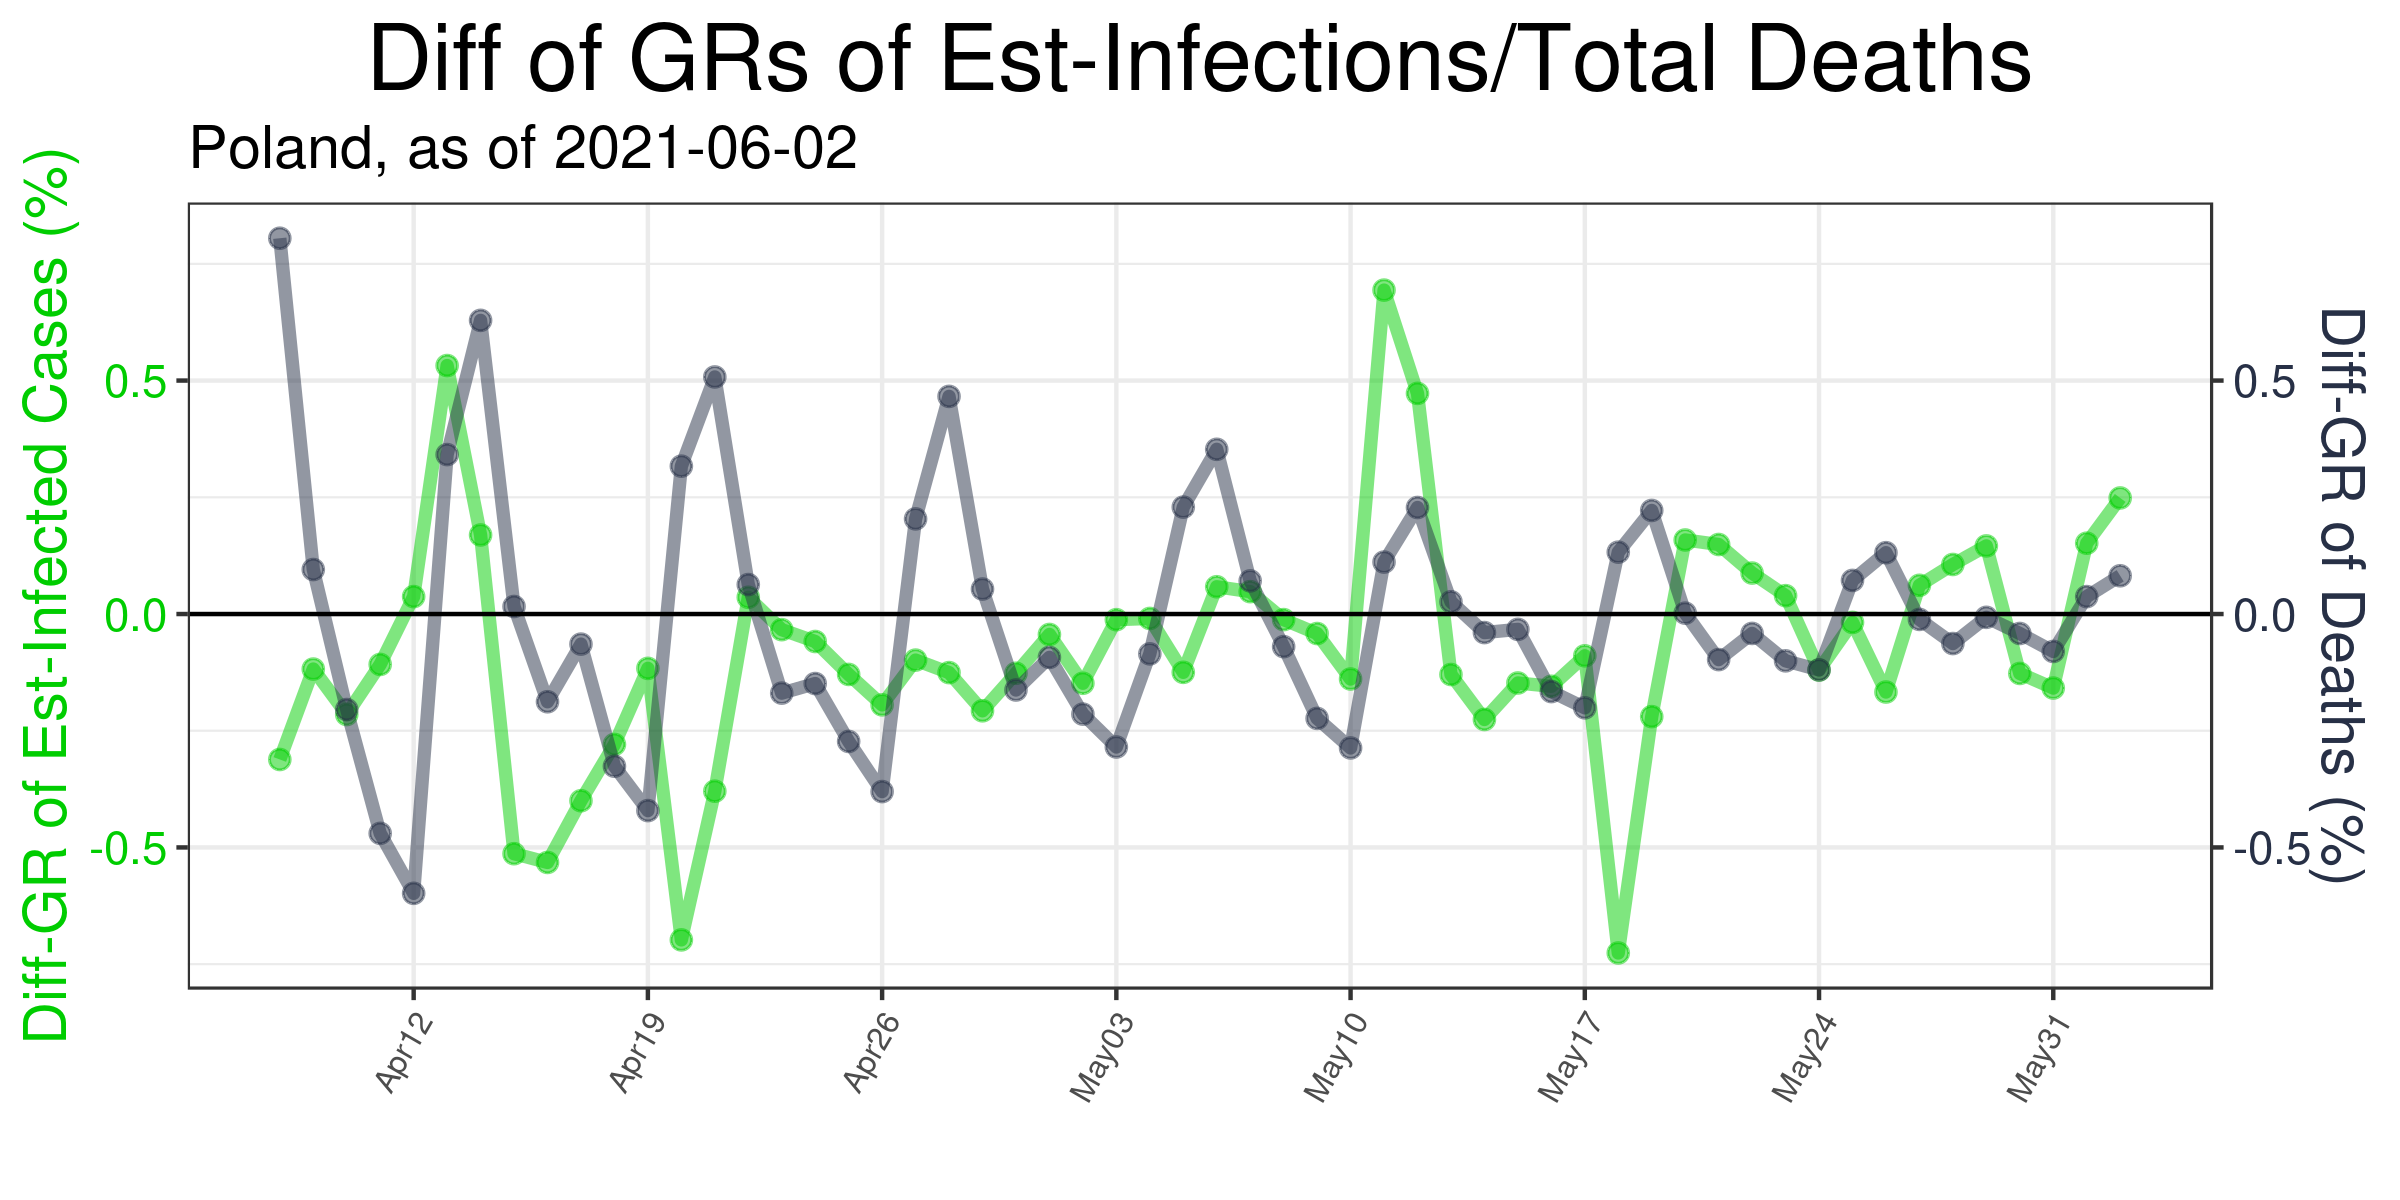 Diff of GRs of Est-Infections/Total Deaths
Poland, as of 2021-06-02
Diff-GR of Est-Infected Cases (%)
0.5
0.0
-0.5
0.5
0.0
-0.5
Diff-GR of Deaths (%)
Apr12
Apr19
Apr26
May03
May10
May17
May24
May31